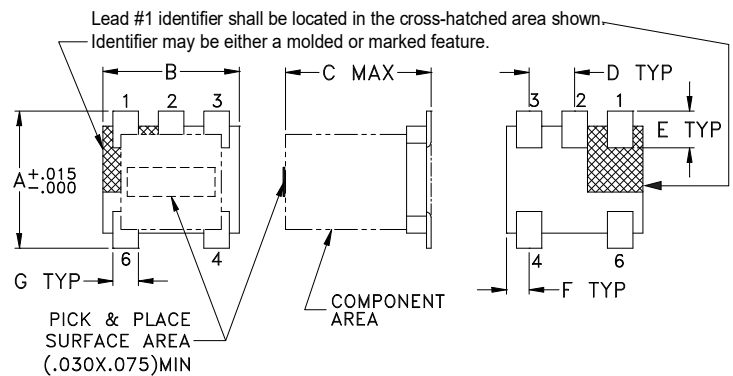 Lead #1 identifier shall be located in the cross-hatched area shown.
Identifier may be either a molded or marked feature.
B
C MAX
D TYP
1 2 3
3 2 1
E TYP
A +.015 -.000
6 4
4 6
G TYP
F TYP
PICK & PLACE
SURFACE AREA
(.030X.075)MIN
COMPONENT
AREA